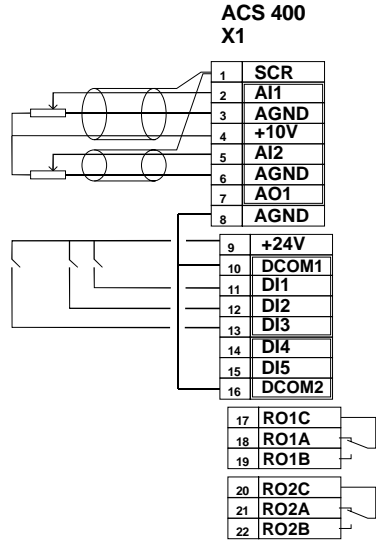 ACS 400
X1
1 SCR
2 AI1
3 AGND
4 +10V
5 AI2
6 AGND
7 AO1
8 AGND
9 +24V
10 DCOM1
11 DI1
12 DI2
13 DI3
14 DI4
15 DI5
16 DCOM2
17 RO1C
18 RO1A
19 RO1B
20 RO2C
21 RO2A
22 RO2B